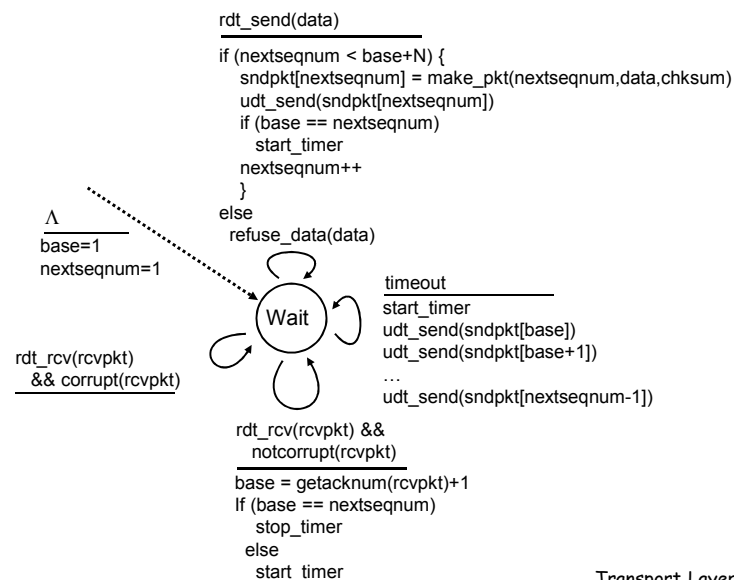 rdt_send(data)
if (nextseqnum < base+N) {
sndpkt[nextseqnum] = make_pkt(nextseqnum,data,chksum)
udt_send(sndpkt[nextseqnum])
if (base == nextseqnum)
start_timer
nextseqnum++
}
else
refuse_data(data)
Λ
base=1
nextseqnum=1
Wait
timeout
start_timer
udt_send(sndpkt[base])
udt_send(sndpkt[base+1])
…
udt_send(sndpkt[nextseqnum-1])
rdt_rcv(rcvpkt)
&& corrupt(rcvpkt)
rdt_rcv(rcvpkt) &&
notcorrupt(rcvpkt)
base = getacknum(rcvpkt)+1
If (base == nextseqnum)
stop_timer
else
start_timer
Transport Layer